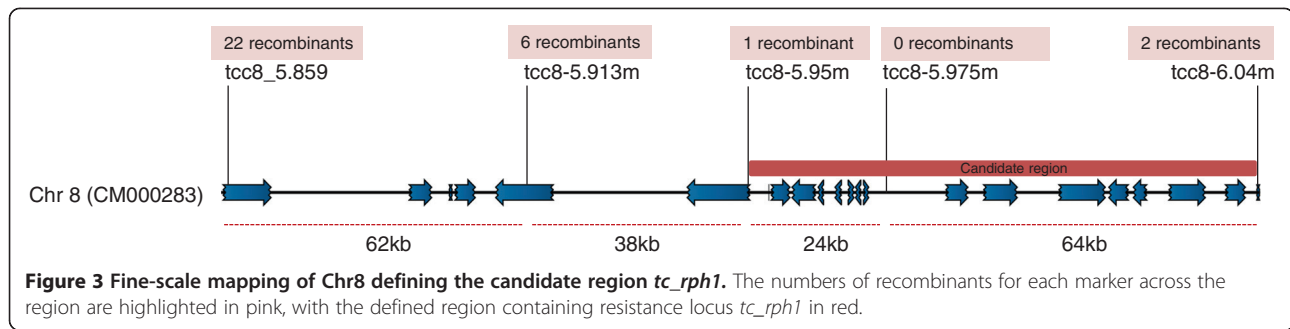 22 recombinants
6 recombinants
1 recombinant
0 recombinants
2 recombinants
tcc8_5.859
tcc8-5.913m
tcc8-5.95m
tcc8-5.975m
tcc8-6.04m
Candidate region
Chr 8 (CM000283)
62kb
38kb
24kb
64kb
Figure 3 Fine-scale mapping of Chr8 defining the candidate region tc_rph1. The numbers of recombinants for each marker across the
region are highlighted in pink, with the defined region containing resistance locus tc_rph1 in red.